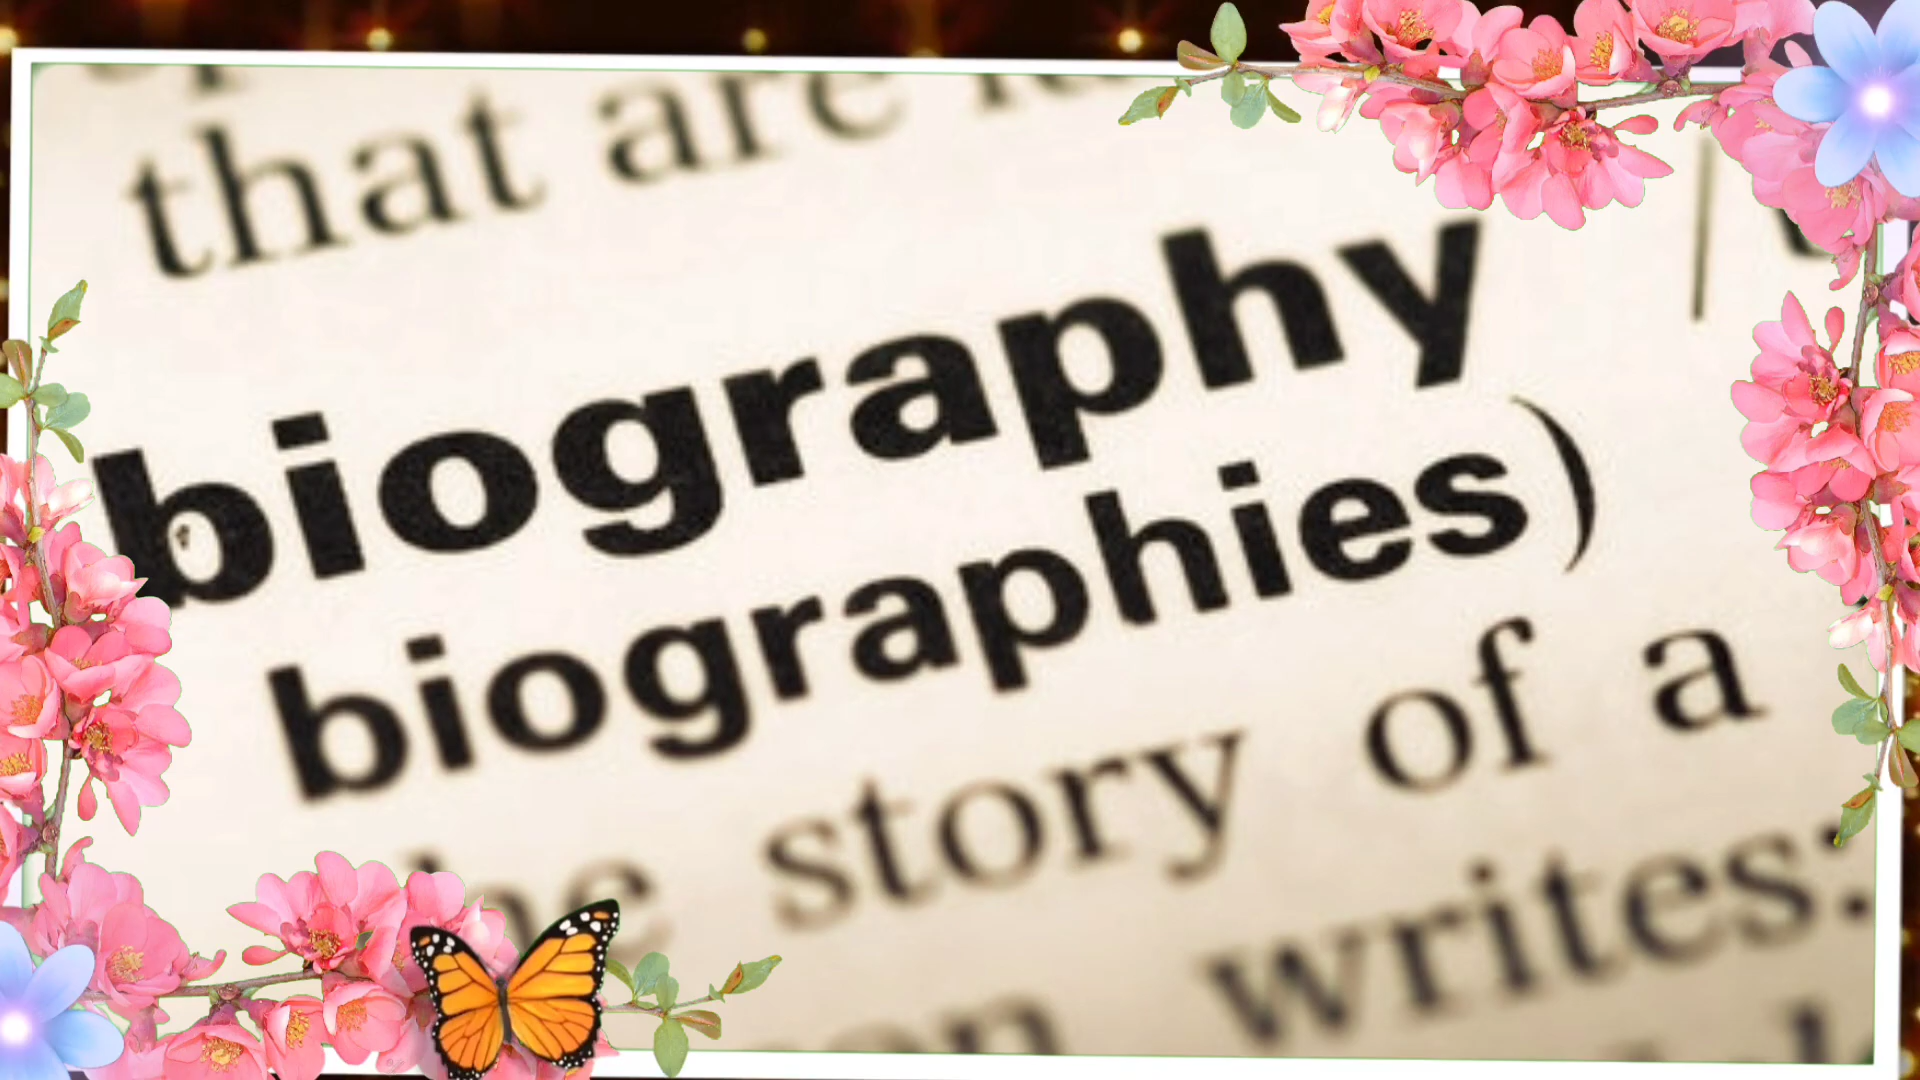 that are
biography
biographies)
story of a
writes: